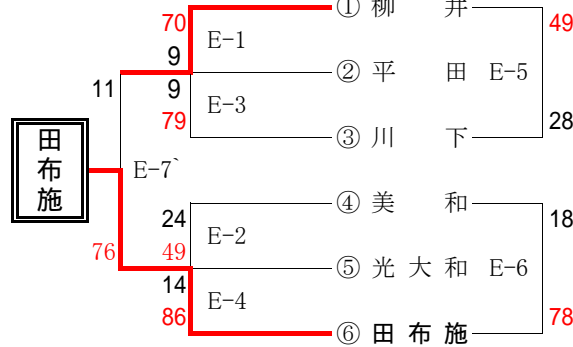 ① 柳 井
70
49
E-1
9
② 平 田 E-5
11
9
E-3
79
28
③ 川 下
田布施
E-7`
④ 美 和
24
18
E-2
76
49
⑤ 光 大 和 E-6
14
E-4
86
78
⑥ 田 布 施